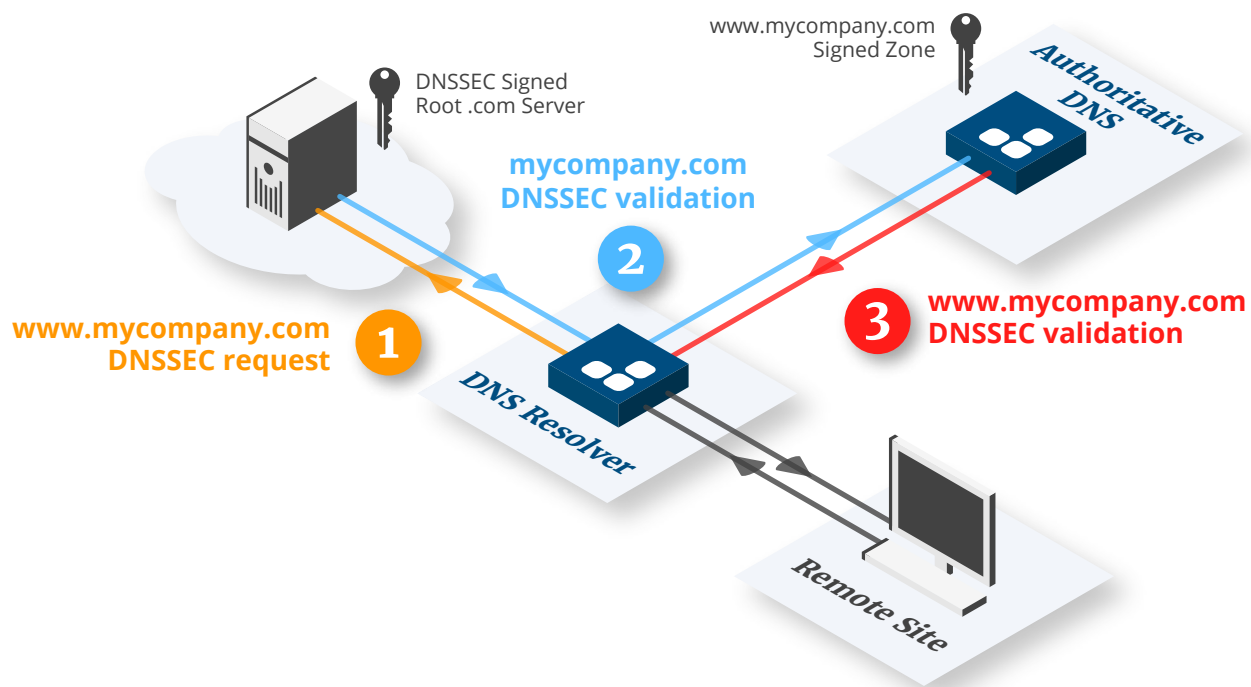 www.mycompany.com
Signed Zone
DNSSEC Signed
Root .com Server
Authoritative
DNS
mycompany.com
DNSSEC validation
2
www.mycompany.com
DNSSEC request
1
3
www.mycompany.com
DNSSEC validation
DNS Resolver
Remote Site